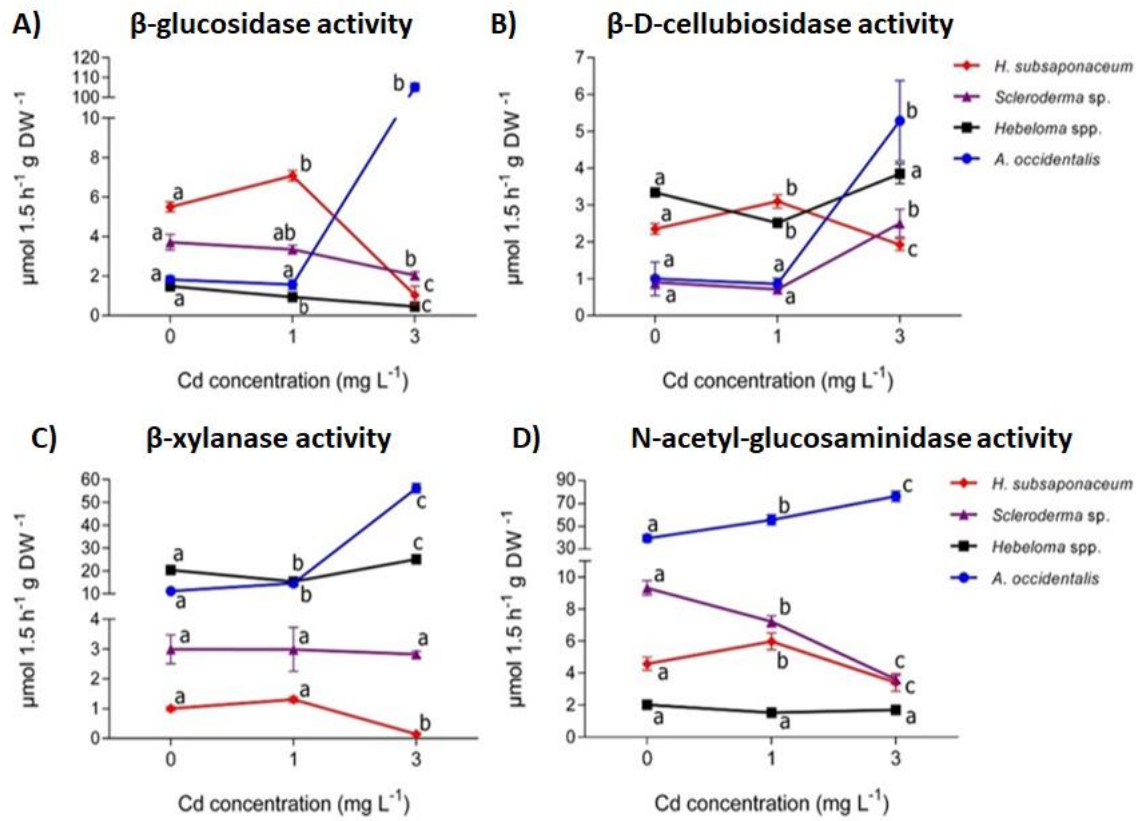 A) β-glucosidase activity
120
110
100
10
8
6
4
2
0
µmol 1.5 h⁻¹ g DW ⁻¹
a
b
a
ab
b
a
a
b
c
a
b
c
0 1 3
Cd concentration (mg L⁻¹)
B) β-D-cellubiosidase activity
7
6
5
4
3
2
1
0
µmol 1.5 h⁻¹ g DW ⁻¹
a
b
a
a
b
c
a
a
b
a
a
b
0 1 3
Cd concentration (mg L⁻¹)
H. subsaponaceum
Scleroderma sp.
Hebeloma spp.
A. occidentalis
C) β-xylanase activity
60
50
40
30
20
10
4
3
2
1
0
µmol 1.5 h⁻¹ g DW ⁻¹
a
b
c
a
b
c
a
a
a
a
a
b
0 1 3
Cd concentration (mg L⁻¹)
D) N-acetyl-glucosaminidase activity
90
70
50
30
10
8
6
4
2
0
µmol 1.5 h⁻¹ g DW ⁻¹
a
b
c
a
b
c
a
b
c
a
a
a
0 1 3
Cd concentration (mg L⁻¹)
H. subsaponaceum
Scleroderma sp.
Hebeloma spp.
A. occidentalis